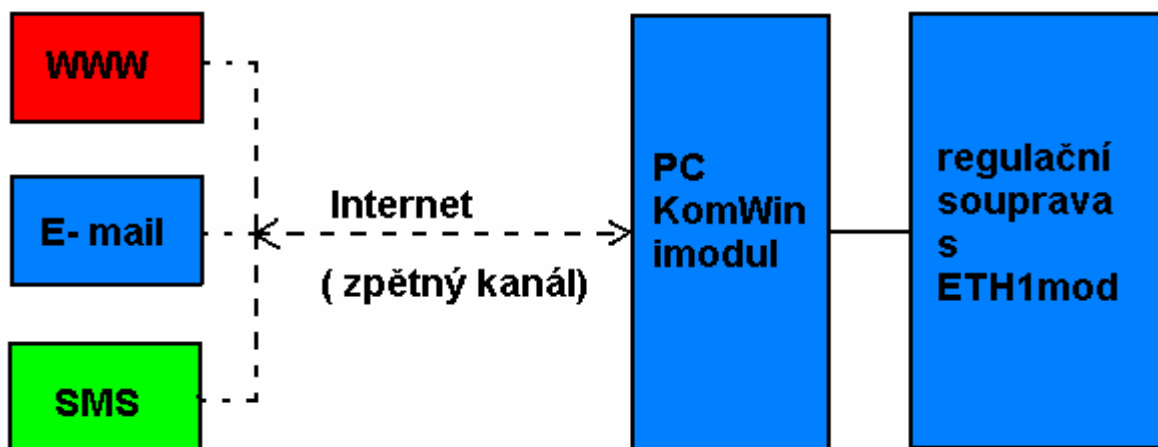 WWW
E- mail
SMS
Internet
( zpětný kanál)
PC
KomWin
imodul
regulační
souprava
s
ETH1mod